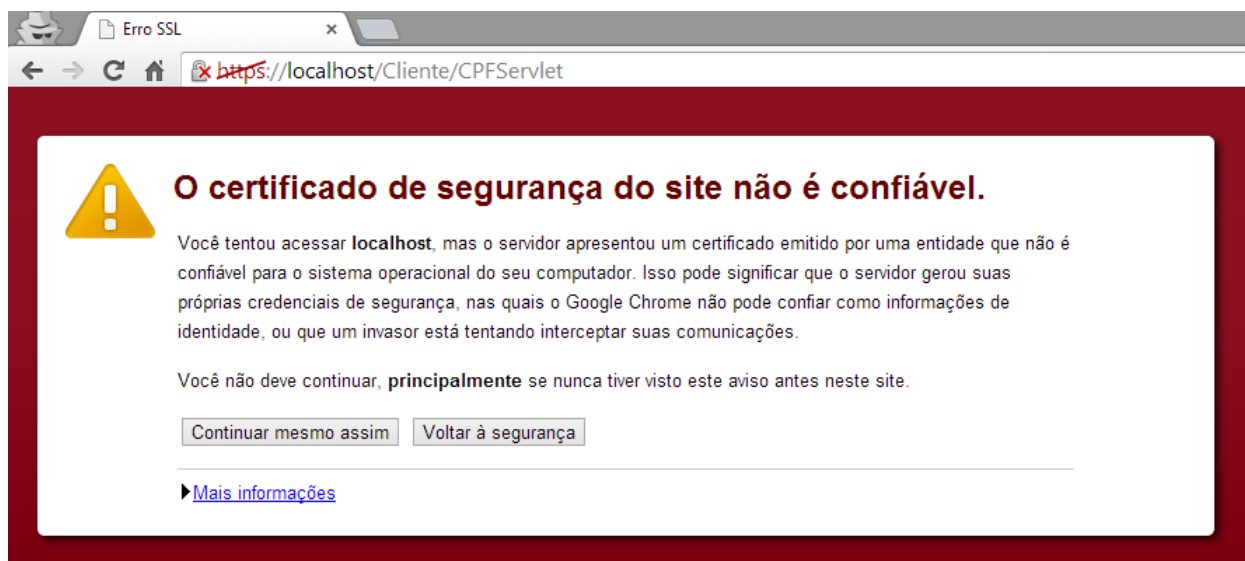 Erro SSL
https://localhost/Cliente/CPFServlet
O certificado de segurança do site não é confiável.
Você tentou acessar localhost, mas o servidor apresentou um certificado emitido por uma entidade que não é
confiável para o sistema operacional do seu computador. Isso pode significar que o servidor gerou suas
próprias credenciais de segurança, nas quais o Google Chrome não pode confiar como informações de
identidade, ou que um invasor está tentando interceptar suas comunicações.
Você não deve continuar, principalmente se nunca tiver visto este aviso antes neste site.
Continuar mesmo assim Voltar à segurança
Mais informações